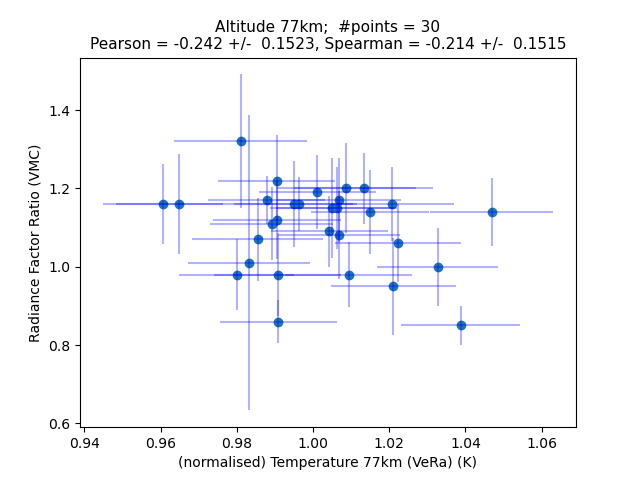 Altitude 77km;  #points = 30
Pearson = -0.242 +/-  0.1523, Spearman = -0.214 +/-  0.1515
Radiance Factor Ratio (VMC)
1.4
1.2
1.0
0.8
0.6
0.94 0.96 0.98 1.00 1.02 1.04 1.06
(normalised) Temperature 77km (VeRa) (K)